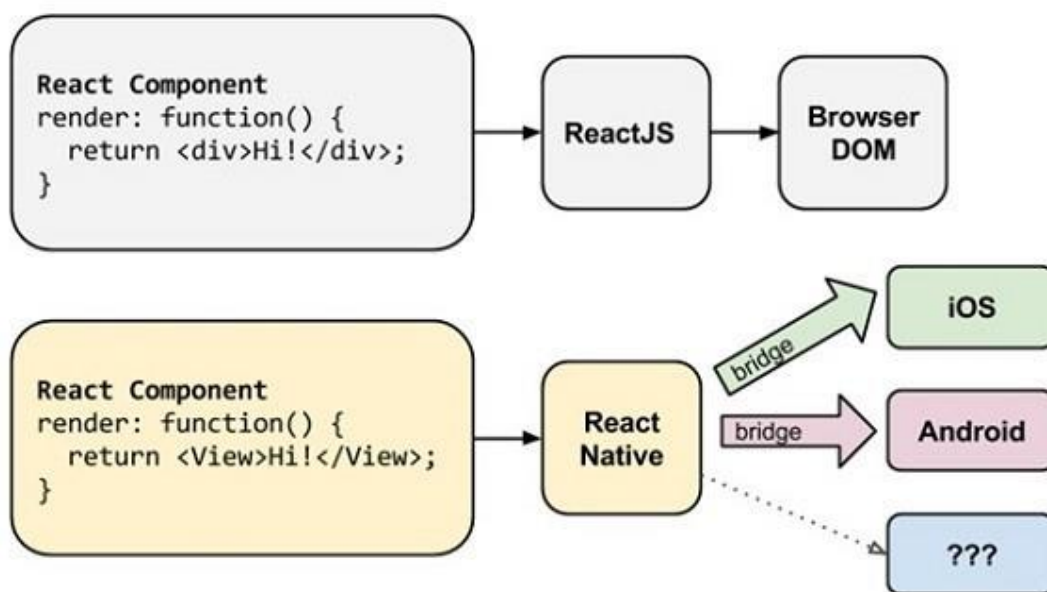 React Component
render: function() {
  return <div>Hi!</div>;
}
ReactJS
Browser
DOM
React Component
render: function() {
  return <View>Hi!</View>;
}
React
Native
bridge
iOS
bridge
Android
???